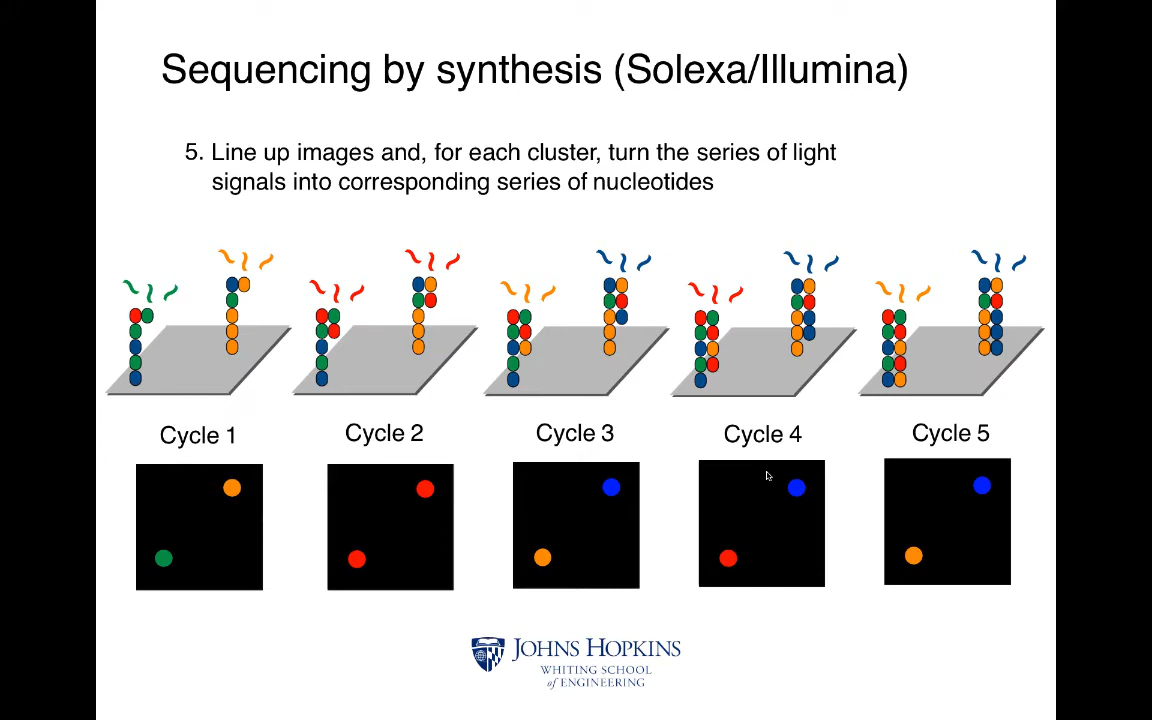 Sequencing by synthesis (Solexa/Illumina)
5. Line up images and, for each cluster, turn the series of light
signals into corresponding series of nucleotides
Cycle 1
Cycle 2
Cycle 3
Cycle 4
Cycle 5
JOHNS HOPKINS
WHITING SCHOOL
of ENGINEERING